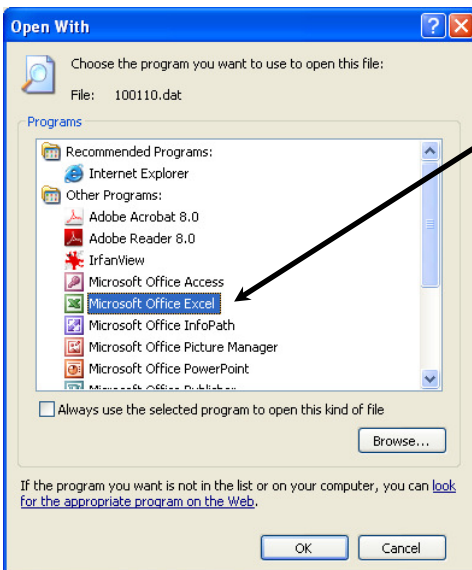 Open With
Choose the program you want to use to open this file:
File: 100110.dat
Programs
Recommended Programs:
Internet Explorer
Other Programs:
Adobe Acrobat 8.0
Adobe Reader 8.0
IrfanView
Microsoft Office Access
Microsoft Office Excel
Microsoft Office InfoPath
Microsoft Office Picture Manager
Microsoft Office PowerPoint
Microsoft Office Publisher
Always use the selected program to open this kind of file
Browse...
If the program you want is not in the list or on your computer, you can look
for the appropriate program on the Web.
OK
Cancel